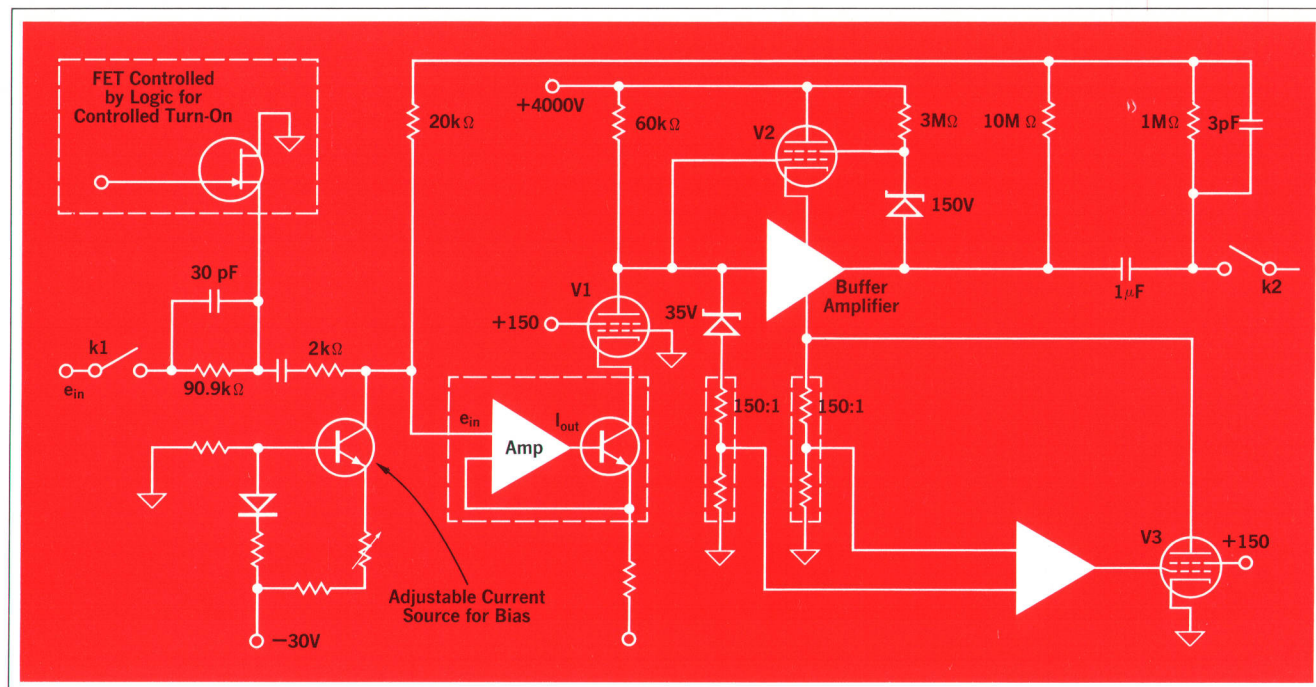 FET Controlled
by Logic for
Controlled Turn-On
+4000V
20kΩ
60kΩ
V2
3MΩ
10M Ω
1MΩ
3pF
150V
30 pF
V1
+150
35V
Buffer
Amplifier
1μF
k2
k1
2kΩ
e_in
90.9kΩ
150:1
150:1
e_in
I_out
Amp
V3
+150
Adjustable Current
Source for Bias
−30V